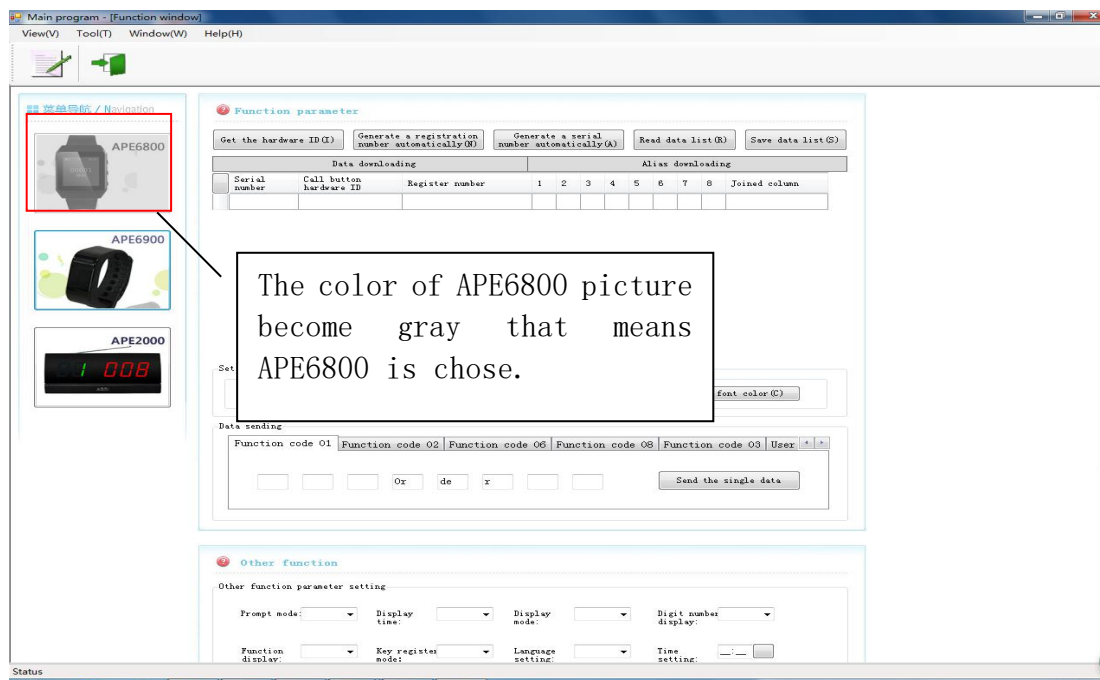 Main program - [Function window]
View(V) Tool(T) Window(W) Help(H)
菜单导航 / Navigation
APE6800
APE6900
APE2000
1 008
Function parameter
Get the hardware ID(I)
Generate a registration
number automatically(N)
Generate a serial
number automatically(A)
Read data list(R)
Save data list(S)
Data downloading
Alias downloading
Serial
number
Call button
hardware ID
Register number
1 2 3 4 5 6 7 8 Joined column
The color of APE6800 picture
become gray that means
APE6800 is chose.
Set
font color(C)
Data sending
Function code 01 Function code 02 Function code 06 Function code 08 Function code 03 User
Or de r
Send the single data
Other function
Other function parameter setting
Prompt mode:
Display
time:
Display
mode:
Digit number
display:
Function
display:
Key register
mode:
Language
setting:
Time
setting:
__:__
Status